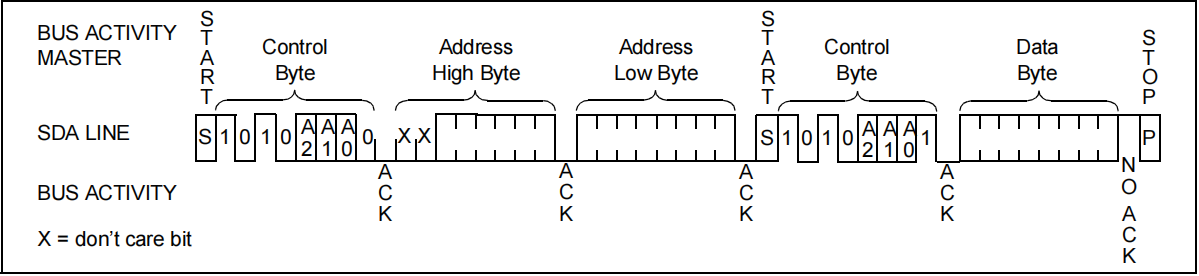 BUS ACTIVITY
MASTER
START
Control
Byte
Address
High Byte
Address
Low Byte
START
Control
Byte
Data
Byte
STOP
SDA LINE
S 1 0 1 0 A2 A1 A0 0 X X S 1 0 1 0 A2 A1 A0 1 P
BUS ACTIVITY
ACK
ACK
ACK
ACK
NO ACK
X = don't care bit